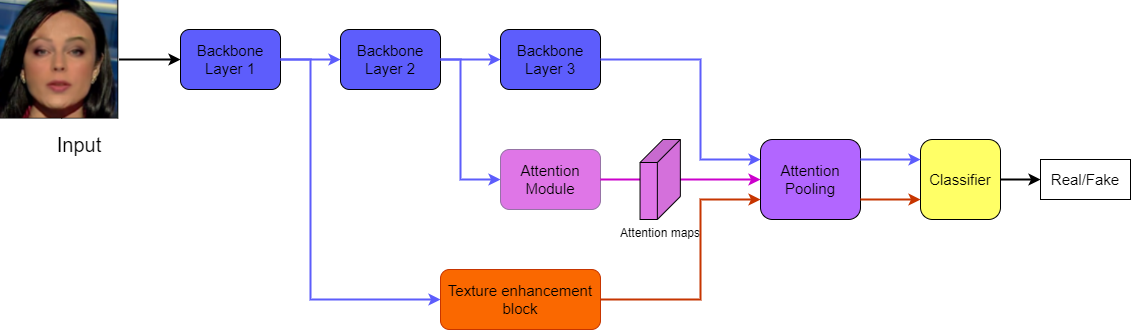 Input
Backbone
Layer 1
Backbone
Layer 2
Backbone
Layer 3
Attention
Module
Attention maps
Texture enhancement
block
Attention
Pooling
Classifier
Real/Fake